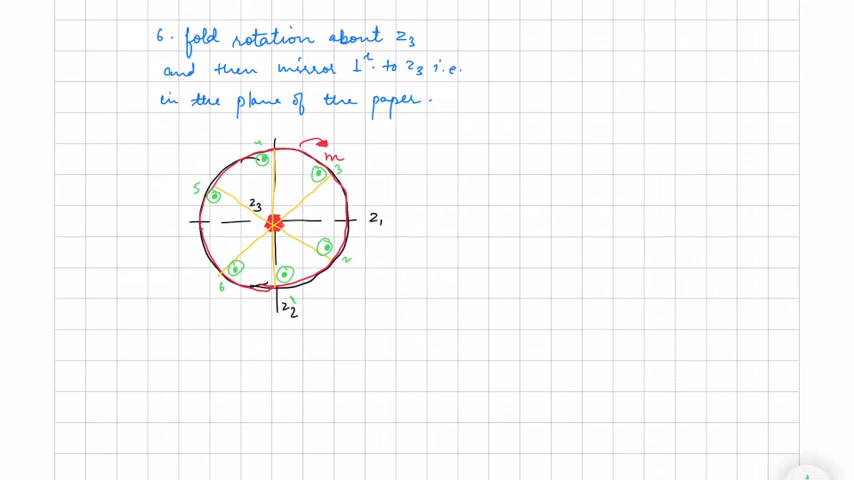 6. fold rotation about z3
and then mirror ⊥r. to z3 i.e.
in the plane of the paper.
4
m
3
5
z3
z1
2
6
1
z2